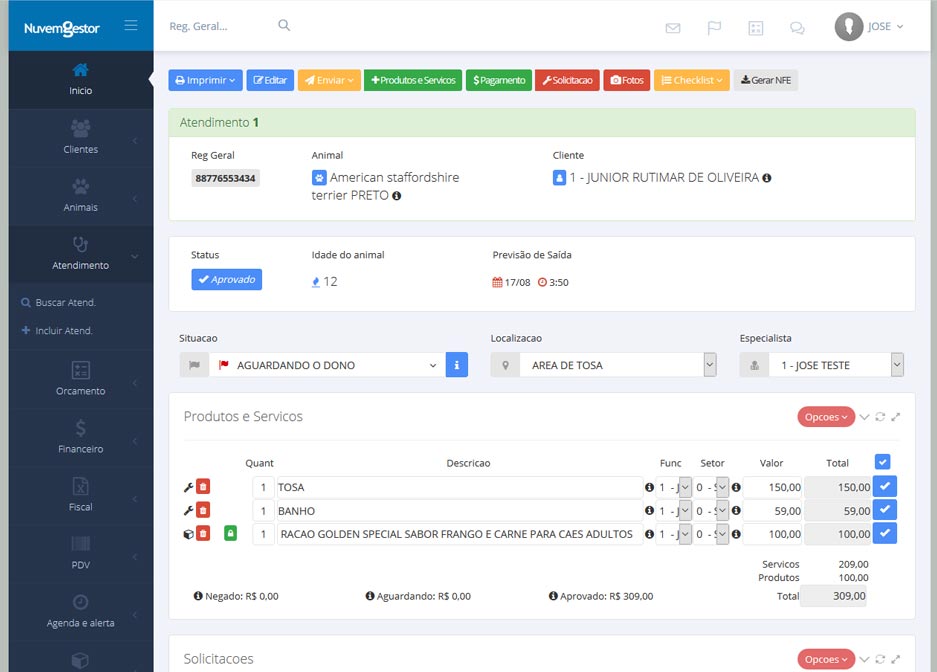 NuvemGestor
Reg. Geral...
JOSE
Inicio
Clientes
Animais
Atendimento
Buscar Atend.
Incluir Atend.
Orcamento
Financeiro
Fiscal
PDV
Agenda e alerta
Imprimir
Editar
Enviar
Produtos e Servicos
$Pagamento
Solicitacao
Fotos
Checklist
Gerar NFE
Atendimento 1
Reg Geral Animal Cliente
88776553434 American staffordshire 1 - JUNIOR RUTIMAR DE OLIVEIRA
terrier PRETO
Status Idade do animal Previsão de Saída
Aprovado 12 17/08 3:50
Situacao Localizacao Especialista
AGUARDANDO O DONO AREA DE TOSA 1 - JOSE TESTE
Produtos e Servicos Opcoes
Quant Descricao Func Setor Valor Total
1 TOSA 1 - J 0 - S 150,00 150,00
1 BANHO 1 - J 0 - S 59,00 59,00
1 RACAO GOLDEN SPECIAL SABOR FRANGO E CARNE PARA CAES ADULTOS 1 - J 0 - S 100,00 100,00
Servicos 209,00
Produtos 100,00
Negado: R$ 0,00 Aguardando: R$ 0,00 Aprovado: R$ 309,00 Total 309,00
Solicitacoes Opcoes